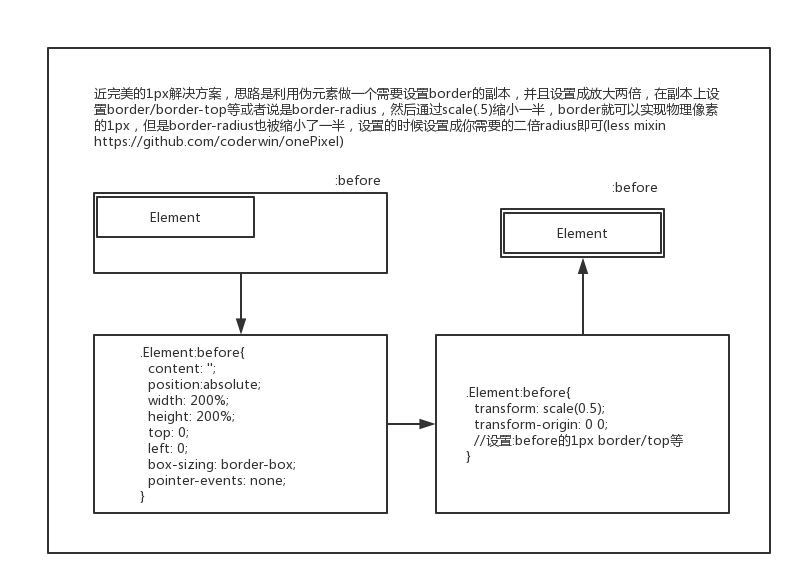 近完美的1px解决方案，思路是利用伪元素做一个需要设置border的副本，并且设置成放大两倍，在副本上设
置border/border-top等或者说是border-radius，然后通过scale(.5)缩小一半，border就可以实现物理像素
的1px，但是border-radius也被缩小了一半，设置的时候设置成你需要的二倍radius即可(less mixin
https://github.com/coderwin/onePixel)
:before
Element
:before
Element
.Element:before{
content: '';
position:absolute;
width: 200%;
height: 200%;
top: 0;
left: 0;
box-sizing: border-box;
pointer-events: none;
}
.Element:before{
transform: scale(0.5);
transform-origin: 0 0;
//设置:before的1px border/top等
}